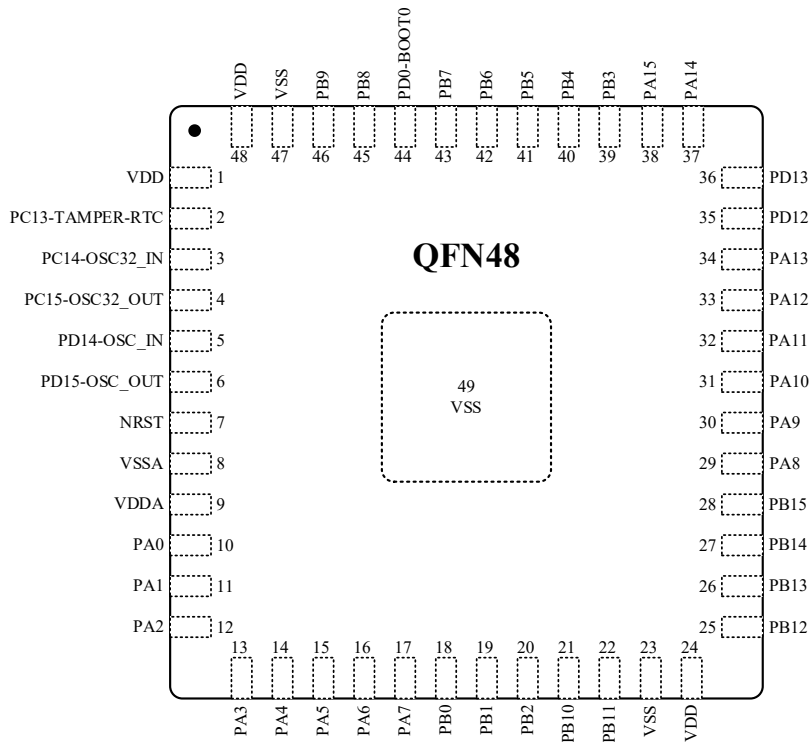 VDD
VSS
PB9
PB8
PD0-BOOT0
PB7
PB6
PB5
PB4
PB3
PA15
PA14
48
47
46
45
44
43
42
41
40
39
38
37
VDD 1
PC13-TAMPER-RTC 2
PC14-OSC32_IN 3
PC15-OSC32_OUT 4
PD14-OSC_IN 5
PD15-OSC_OUT 6
NRST 7
VSSA 8
VDDA 9
PA0 10
PA1 11
PA2 12
QFN48
49
VSS
36 PD13
35 PD12
34 PA13
33 PA12
32 PA11
31 PA10
30 PA9
29 PA8
28 PB15
27 PB14
26 PB13
25 PB12
13
14
15
16
17
18
19
20
21
22
23
24
PA3
PA4
PA5
PA6
PA7
PB0
PB1
PB2
PB10
PB11
VSS
VDD